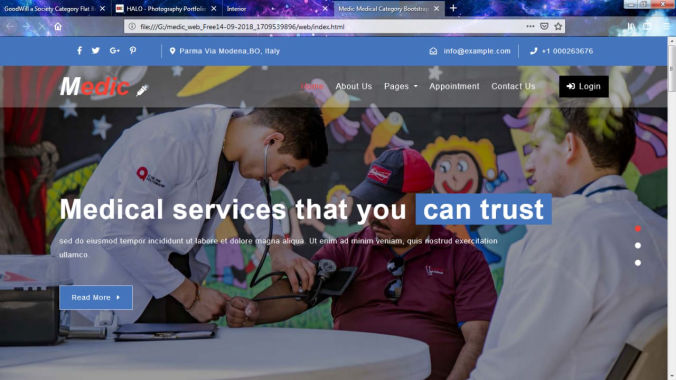 GoodWill a Society Category Flat B
HALO - Photography Portfolio
Interior
Medic Medical Category Bootstrap
file:///G:/medic_web_Free14-09-2018_1709539896/web/index.html
Parma Via Modena,BO, Italy
info@example.com
+1 000263676
Medic
Home
About Us
Pages
Appointment
Contact Us
Login
Medical services that you can trust
sed do eiusmod tempor incididunt ut labore et dolore magna aliqua. Ut enim ad minim veniam, quis nostrud exercitation
ullamco.
Read More